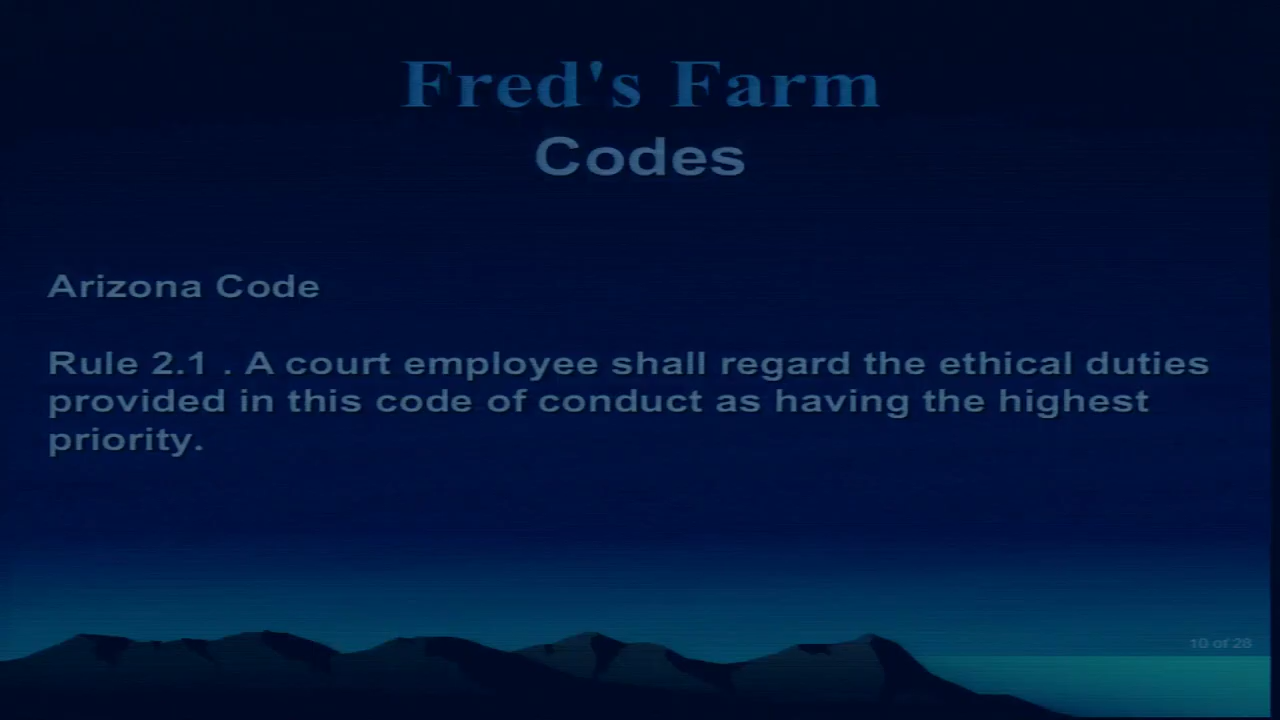 Fred's Farm
Codes
Arizona Code
Rule 2.1 . A court employee shall regard the ethical duties
provided in this code of conduct as having the highest
priority.
10 of 28